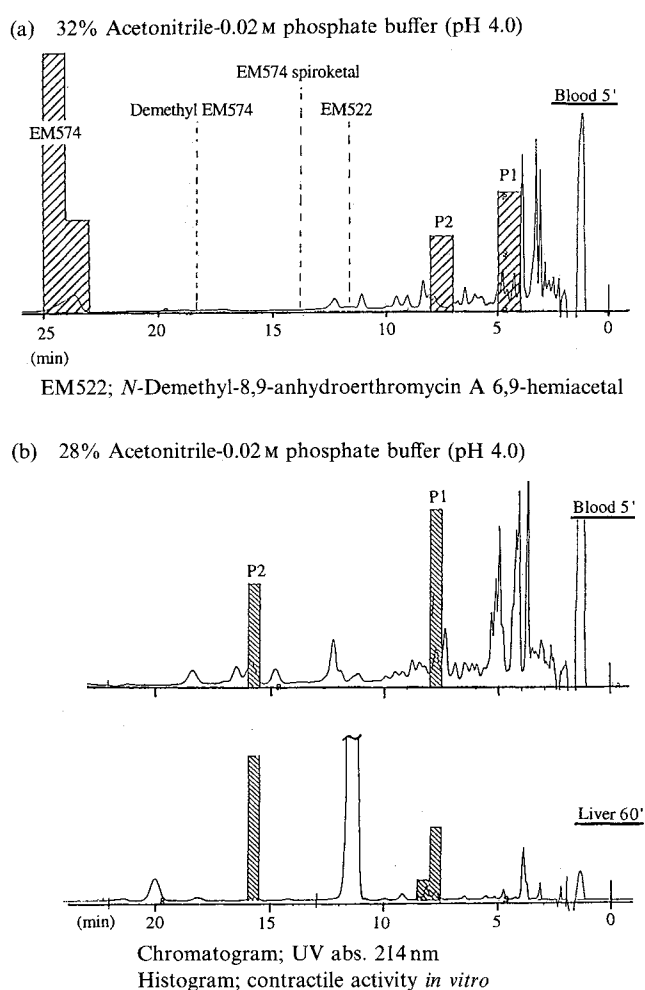 (a) 32% Acetonitrile-0.02 M phosphate buffer (pH 4.0)
EM574 spiroketal
Blood 5'
Demethyl EM574
EM522
EM574
P1
P2
25 20 15 10 5 0
(min)
EM522; N-Demethyl-8,9-anhydroerthromycin A 6,9-hemiacetal
(b) 28% Acetonitrile-0.02 M phosphate buffer (pH 4.0)
P1
Blood 5'
P2
Liver 60'
(min) 20 15 10 5 0
Chromatogram; UV abs. 214 nm
Histogram; contractile activity in vitro